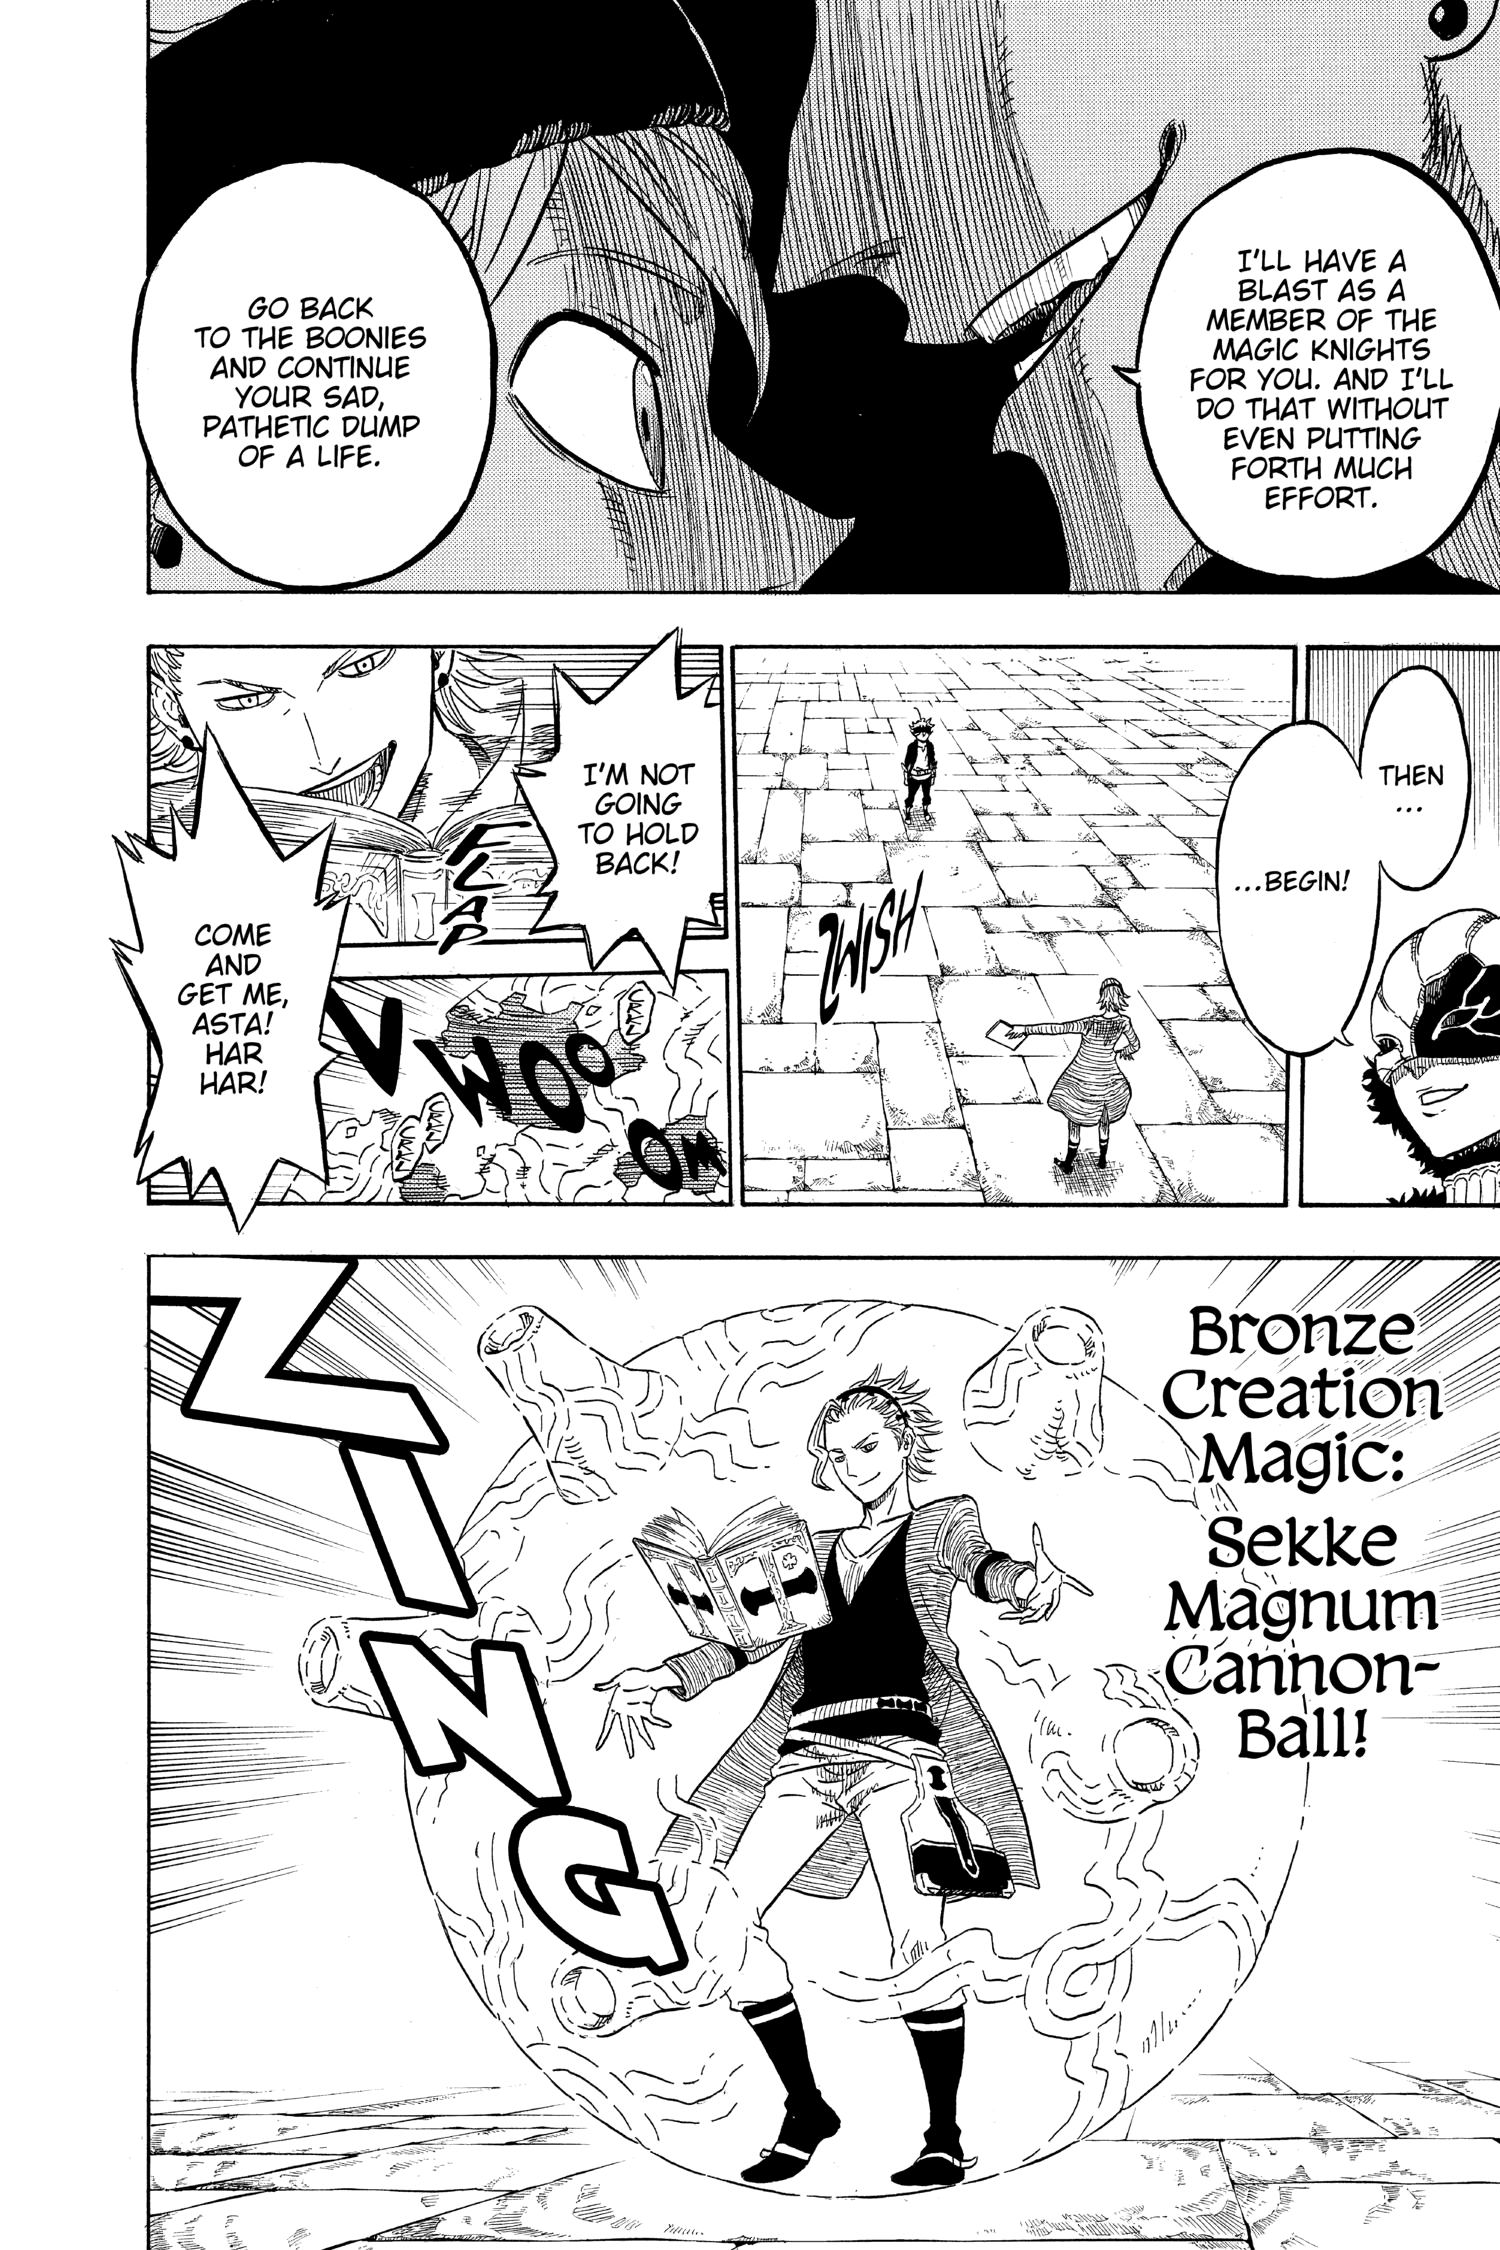 I'LL HAVE A
BLAST AS A
MEMBER OF THE
MAGIC KNIGHTS
FOR YOU. AND I'LL
DO THAT WITHOUT
EVEN PUTTING
FORTH MUCH
EFFORT.
GO BACK
TO THE BOONIES
AND CONTINUE
YOUR SAD,
PATHETIC DUMP
OF A LIFE.
THEN
...
...BEGIN!
ZWISH
I'M NOT
GOING
TO HOLD
BACK!
FLAP
COME
AND
GET ME,
ASTA!
HAR
HAR!
VWOO
OM
Bronze
Creation
Magic:
Sekke
Magnum
Cannon-
Ball!
ZING